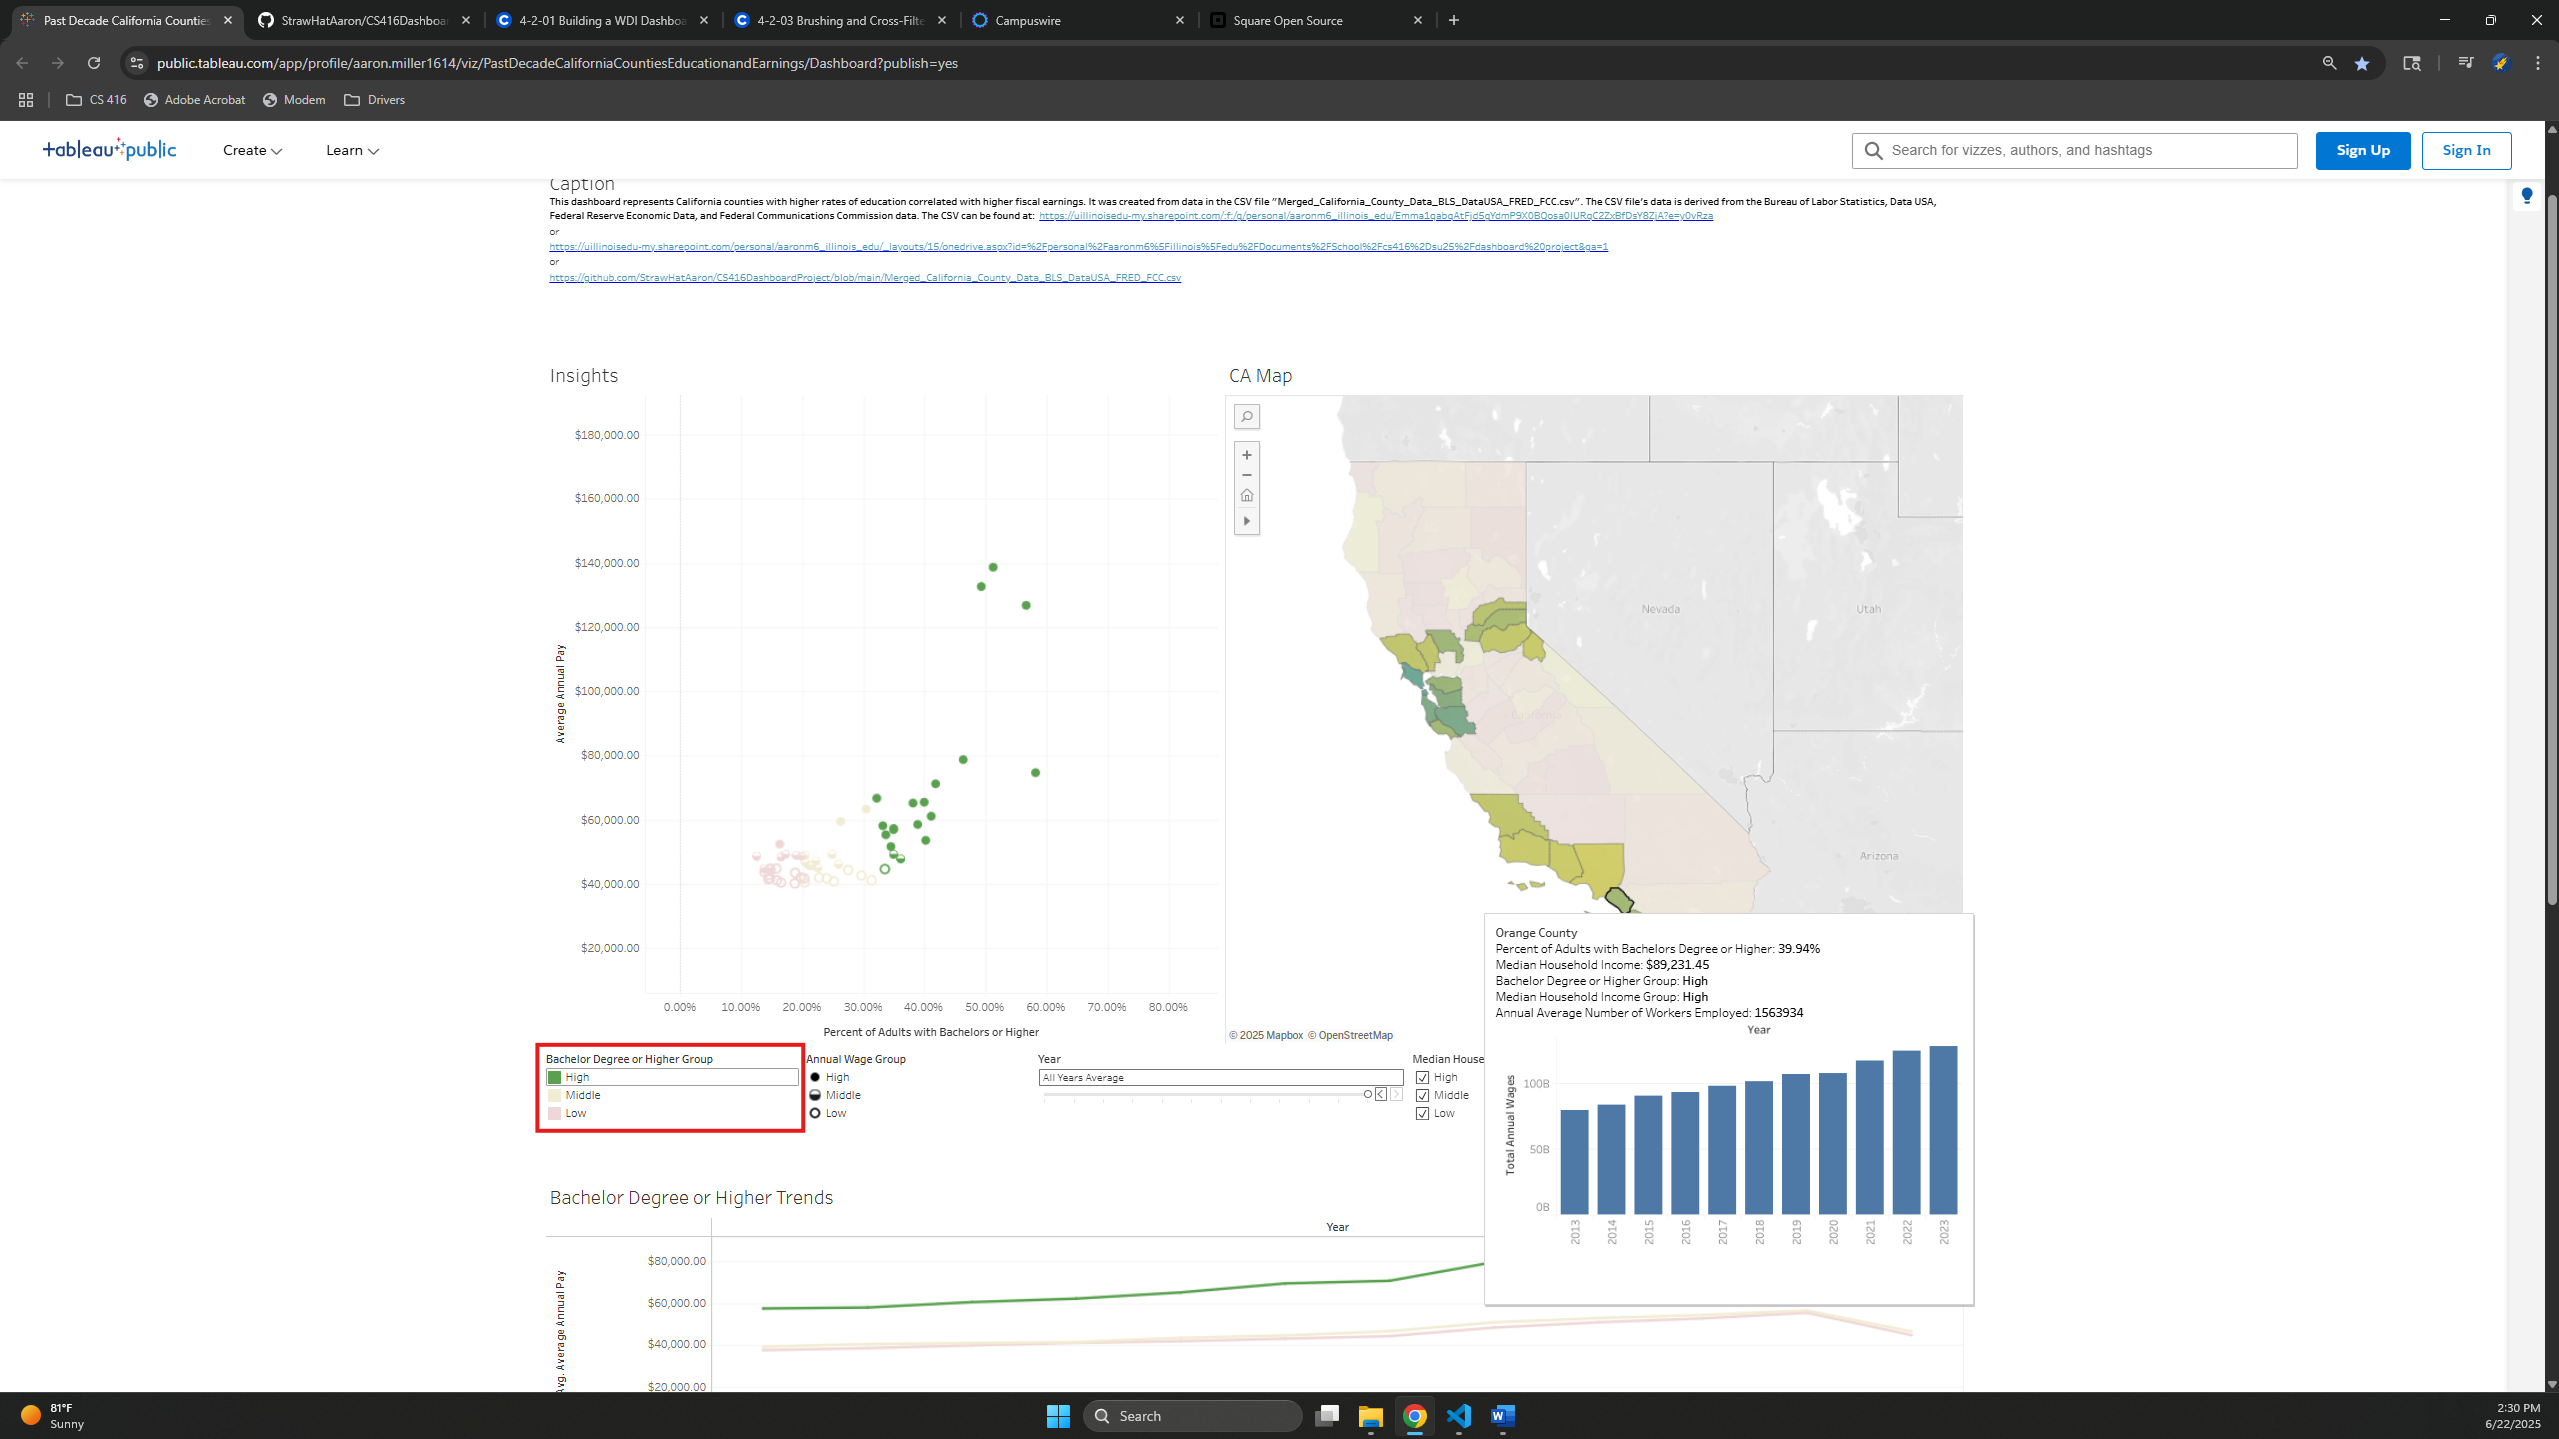 Past Decade California Counties
StrawHatAaron/CS416Dashboar
4-2-01 Building a WDI Dashboa
4-2-03 Brushing and Cross-Filte
Campuswire
Square Open Source
public.tableau.com/app/profile/aaron.miller1614/viz/PastDecadeCaliforniaCountiesEducationandEarnings/Dashboard?publish=yes
CS 416
Adobe Acrobat
Modem
Drivers
tableau public
Create
Learn
Search for vizzes, authors, and hashtags
Sign Up
Sign In
Caption
This dashboard represents California counties with higher rates of education correlated with higher fiscal earnings. It was created from data in the CSV file "Merged_California_County_Data_BLS_DataUSA_FRED_FCC.csv". The CSV file's data is derived from the Bureau of Labor Statistics, Data USA,
Federal Reserve Economic Data, and Federal Communications Commission data. The CSV can be found at:
or
https://uillinoisedu-my.sharepoint.com/personal/aaronm6_illinois_edu/_layouts/15/onedrive.aspx?id=%2Fpersonal%2Faaronm6%5Fillinois%5Fedu%2FDocuments%2FSchool%2Fcs416%2Dsu25%2Fdashboard%20project&ga=1
or
https://github.com/StrawHatAaron/CS416DashboardProject/blob/main/Merged_California_County_Data_BLS_DataUSA_FRED_FCC.csv
Insights
$180,000.00
$160,000.00
$140,000.00
$120,000.00
$100,000.00
$80,000.00
$60,000.00
$40,000.00
$20,000.00
Average Annual Pay
0.00%
10.00%
20.00%
30.00%
40.00%
50.00%
60.00%
70.00%
80.00%
Percent of Adults with Bachelors or Higher
CA Map
Nevada
Utah
California
Arizona
© 2025 Mapbox © OpenStreetMap
Bachelor Degree or Higher Group
High
Middle
Low
Annual Wage Group
High
Middle
Low
Year
All Years Average
Median House
High
Middle
Low
Orange County
Percent of Adults with Bachelors Degree or Higher: 39.94%
Median Household Income: $89,231.45
Bachelor Degree or Higher Group: High
Median Household Income Group: High
Annual Average Number of Workers Employed: 1563934
Year
Total Annual Wages
100B
50B
0B
2013
2014
2015
2016
2017
2018
2019
2020
2021
2022
2023
Bachelor Degree or Higher Trends
Year
$80,000.00
$60,000.00
$40,000.00
$20,000.00
Avg. Average Annual Pay
81°F
Sunny
Search
2:30 PM
6/22/2025